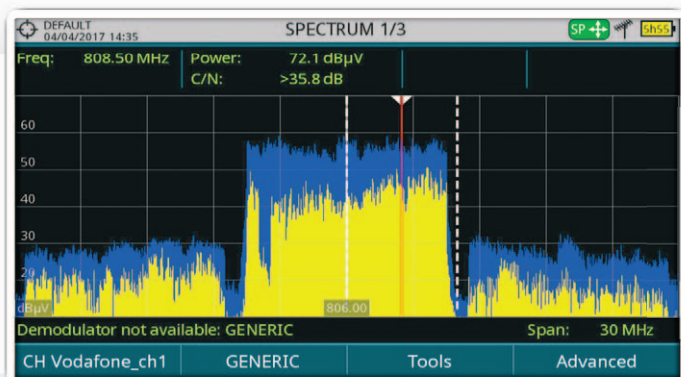 DEFAULT
04/04/2017 14:35
SPECTRUM 1/3
SP
5h55
Freq: 808.50 MHz Power: 72.1 dBµV
C/N: >35.8 dB
60
50
40
30
20
dBµV
806.00
Demodulator not available: GENERIC Span: 30 MHz
CH Vodafone_ch1 GENERIC Tools Advanced